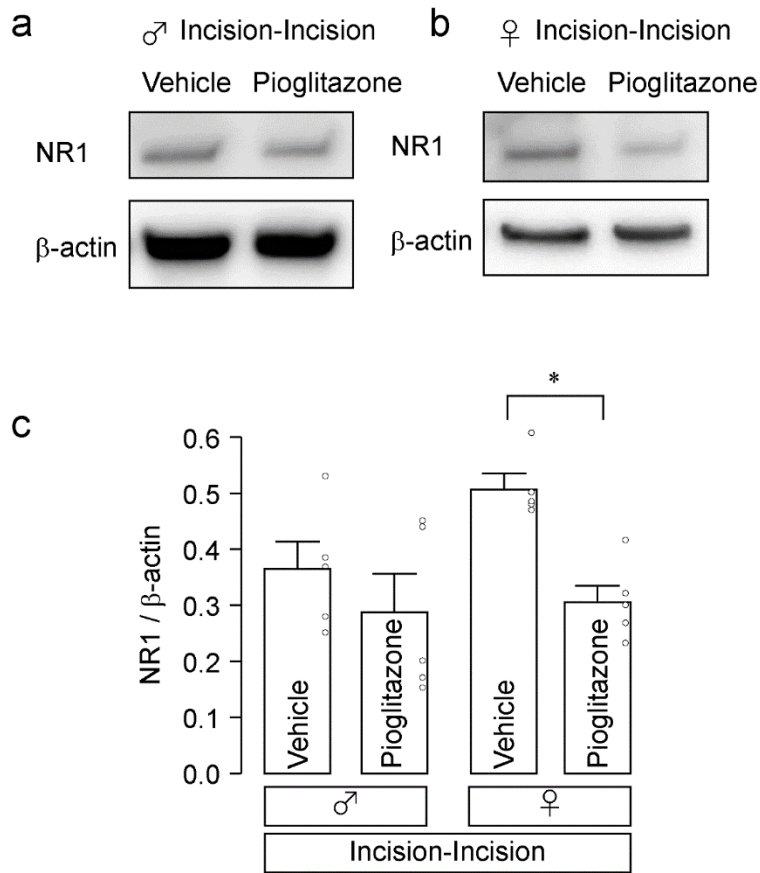 a
♂ Incision-Incision
Vehicle Pioglitazone
NR1
β-actin
b
♀ Incision-Incision
Vehicle Pioglitazone
NR1
β-actin
c
*
NR1 / β-actin
0.6
0.5
0.4
0.3
0.2
0.1
0.0
Vehicle
Pioglitazone
Vehicle
Pioglitazone
♂
♀
Incision-Incision